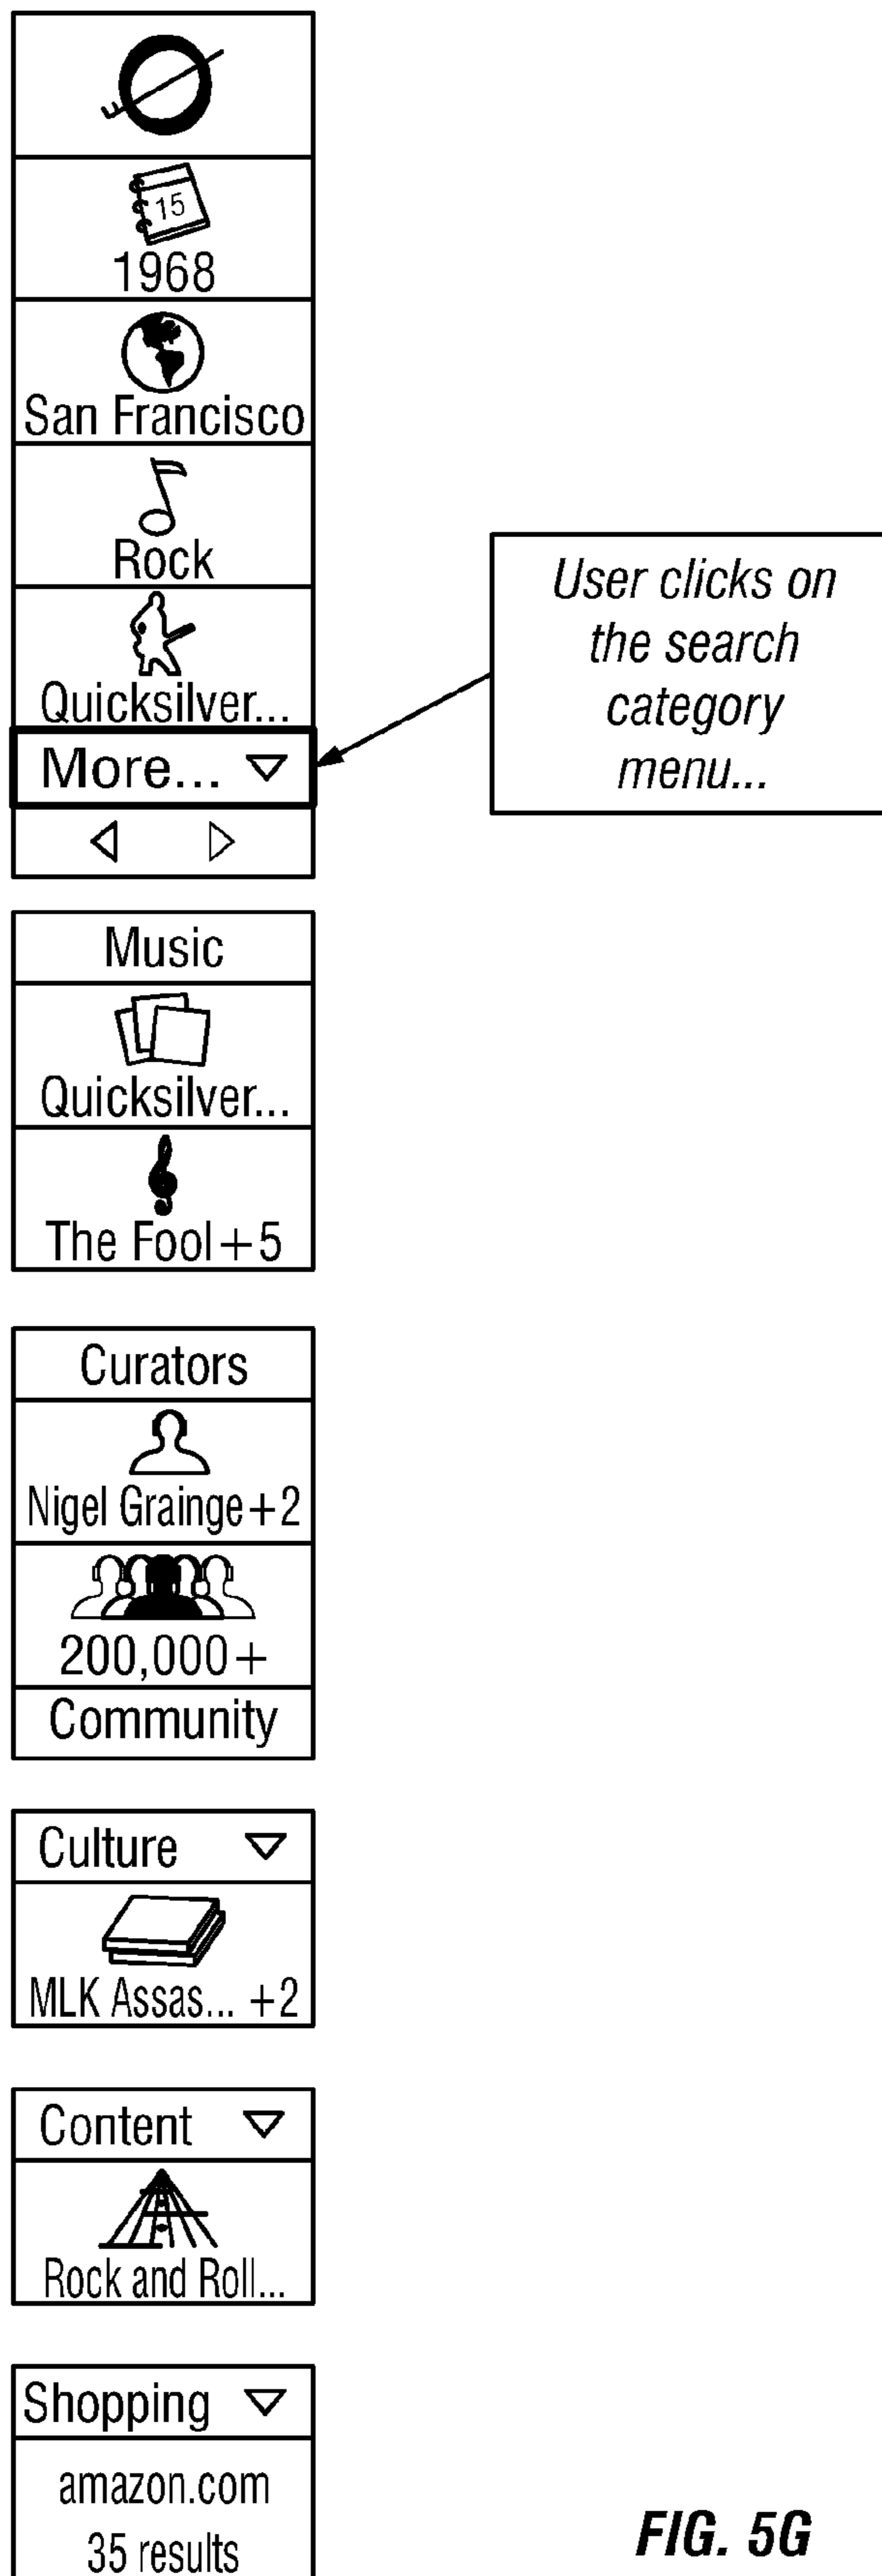 15
1968
San Francisco
Rock
Quicksilver...
More...
User clicks on
the search
category
menu...
Music
Quicksilver...
The Fool+5
Curators
Nigel Grainge+2
200,000+
Community
Culture
MLK Assas... +2
Content
Rock and Roll...
Shopping
amazon.com
35 results
FIG. 5G